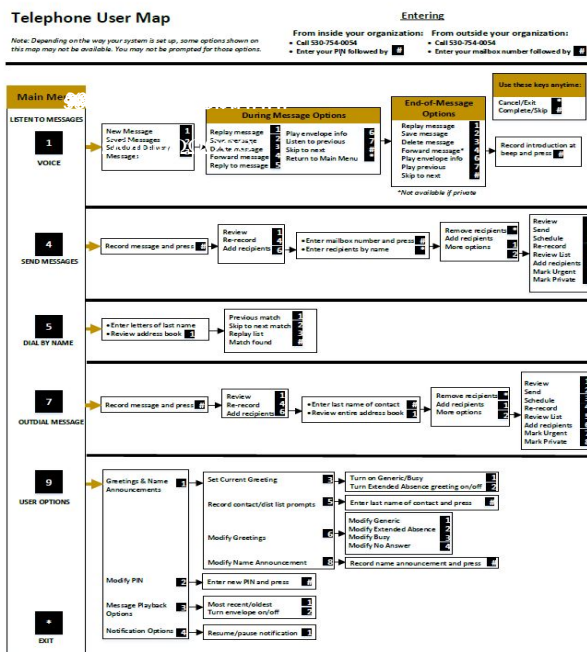 Telephone User Map
Entering
Note: Depending on the way your system is set up, some options shown on
this map may not be available. You may not be prompted for those options.
From inside your organization:
• Call 530-754-0054
• Enter your PIN followed by #
From outside your organization:
• Call 530-754-0054
• Enter your mailbox number followed by #
Use these keys anytime:
Cancel/Exit *
Complete/Skip #
Main Menu
LISTEN TO MESSAGES
1
VOICE
New Message 1
Saved Messages
Scheduled Delivery
Messages
During Message Options
Replay message 1
Save message 2
Delete message 3
Forward message 4
Reply to message 5
Play envelope info 6
Listen to previous 7
Skip to next #
Return to Main Menu *
End-of-Message
Options
Replay message 1
Save message 2
Delete message 3
Forward message* 4
Play envelope info 6
Play previous 7
Skip to next #
*Not available if private
Record introduction at
beep and press #
4
SEND MESSAGES
Record message and press #
Review 1
Re-record 4
Add recipients 6
•Enter mailbox number and press #
•Enter recipients by name *
Remove recipients *
Add recipients 1
More options 2
Review
Send
Schedule
Re-record
Review List
Add recipients
Mark Urgent
Mark Private
5
DIAL BY NAME
•Enter letters of last name
•Review address book 1
Previous match 1
Skip to next match 2
Replay list 3
Match found #
7
OUTDIAL MESSAGE
Record message and press #
Review 1
Re-record 4
Add recipients 6
•Enter last name of contact #
•Review entire address book 1
Remove recipients *
Add recipients 1
More options 2
Review
Send
Schedule
Re-record
Review List
Add recipients
Mark Urgent
Mark Private
9
USER OPTIONS
Greetings & Name
Announcements 1
Set Current Greeting 3
Turn on Generic/Busy 1
Turn Extended Absence greeting on/off 2
Record contact/dist list prompts 5
Enter last name of contact and press #
Modify Greetings 6
Modify Generic 1
Modify Extended Absence 2
Modify Busy
Modify No Answer
Modify Name Announcement 8
Record name announcement and press #
Modify PIN 2
Enter new PIN and press #
Message Playback
Options 3
Most recent/oldest 1
Turn envelope on/off 2
Notification Options 4
Resume/pause notification 1
*
EXIT